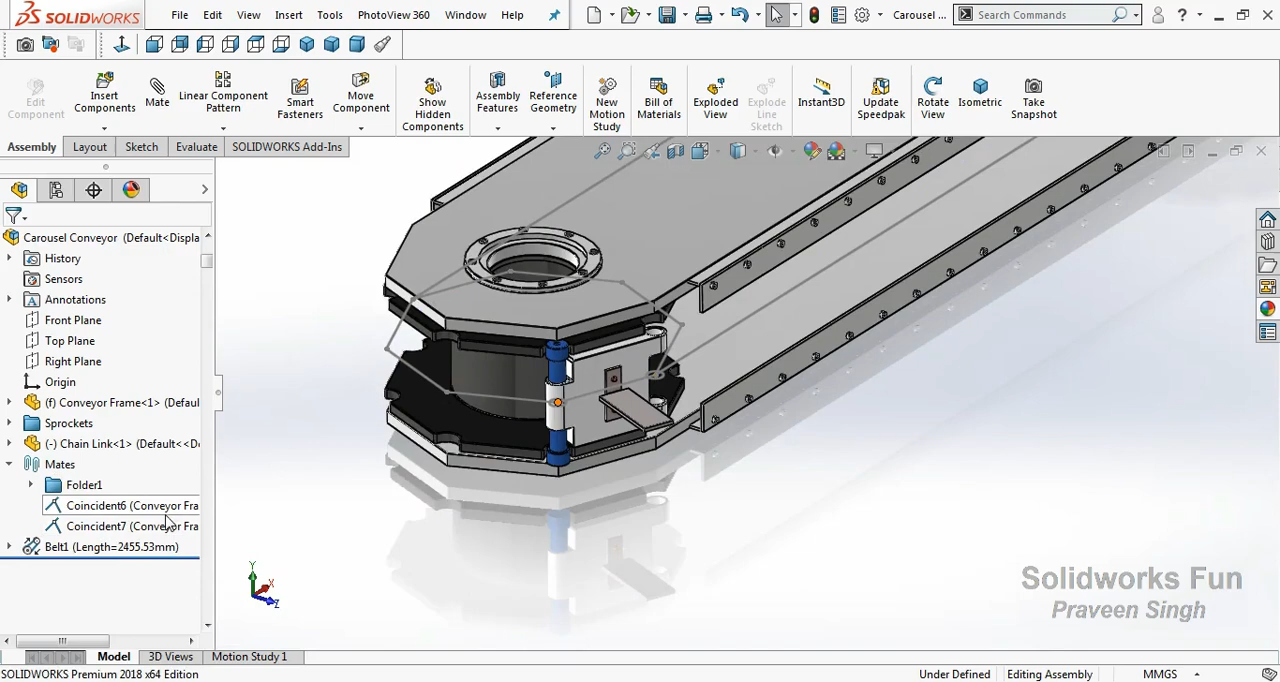 SOLIDWORKS
File Edit View Insert Tools PhotoView 360 Window Help
Carousel ...
Search Commands
Edit Component
Insert Components
Mate
Linear Component Pattern
Smart Fasteners
Move Component
Show Hidden Components
Assembly Features
Reference Geometry
New Motion Study
Bill of Materials
Exploded View
Explode Line Sketch
Instant3D
Update Speedpak
Rotate View
Isometric
Take Snapshot
Assembly Layout Sketch Evaluate SOLIDWORKS Add-Ins
Carousel Conveyor (Default<Displa
History
Sensors
Annotations
Front Plane
Top Plane
Right Plane
Origin
(f) Conveyor Frame<1> (Defaul
Sprockets
(-) Chain Link<1> (Default<<De
Mates
Folder1
Coincident6 (Conveyor Fra
Coincident7 (Conveyor Fra
Belt1 (Length=2455.53mm)
Y
X
Z
Solidworks Fun
Praveen Singh
Model 3D Views Motion Study 1
SOLIDWORKS Premium 2018 x64 Edition
Under Defined Editing Assembly MMGS